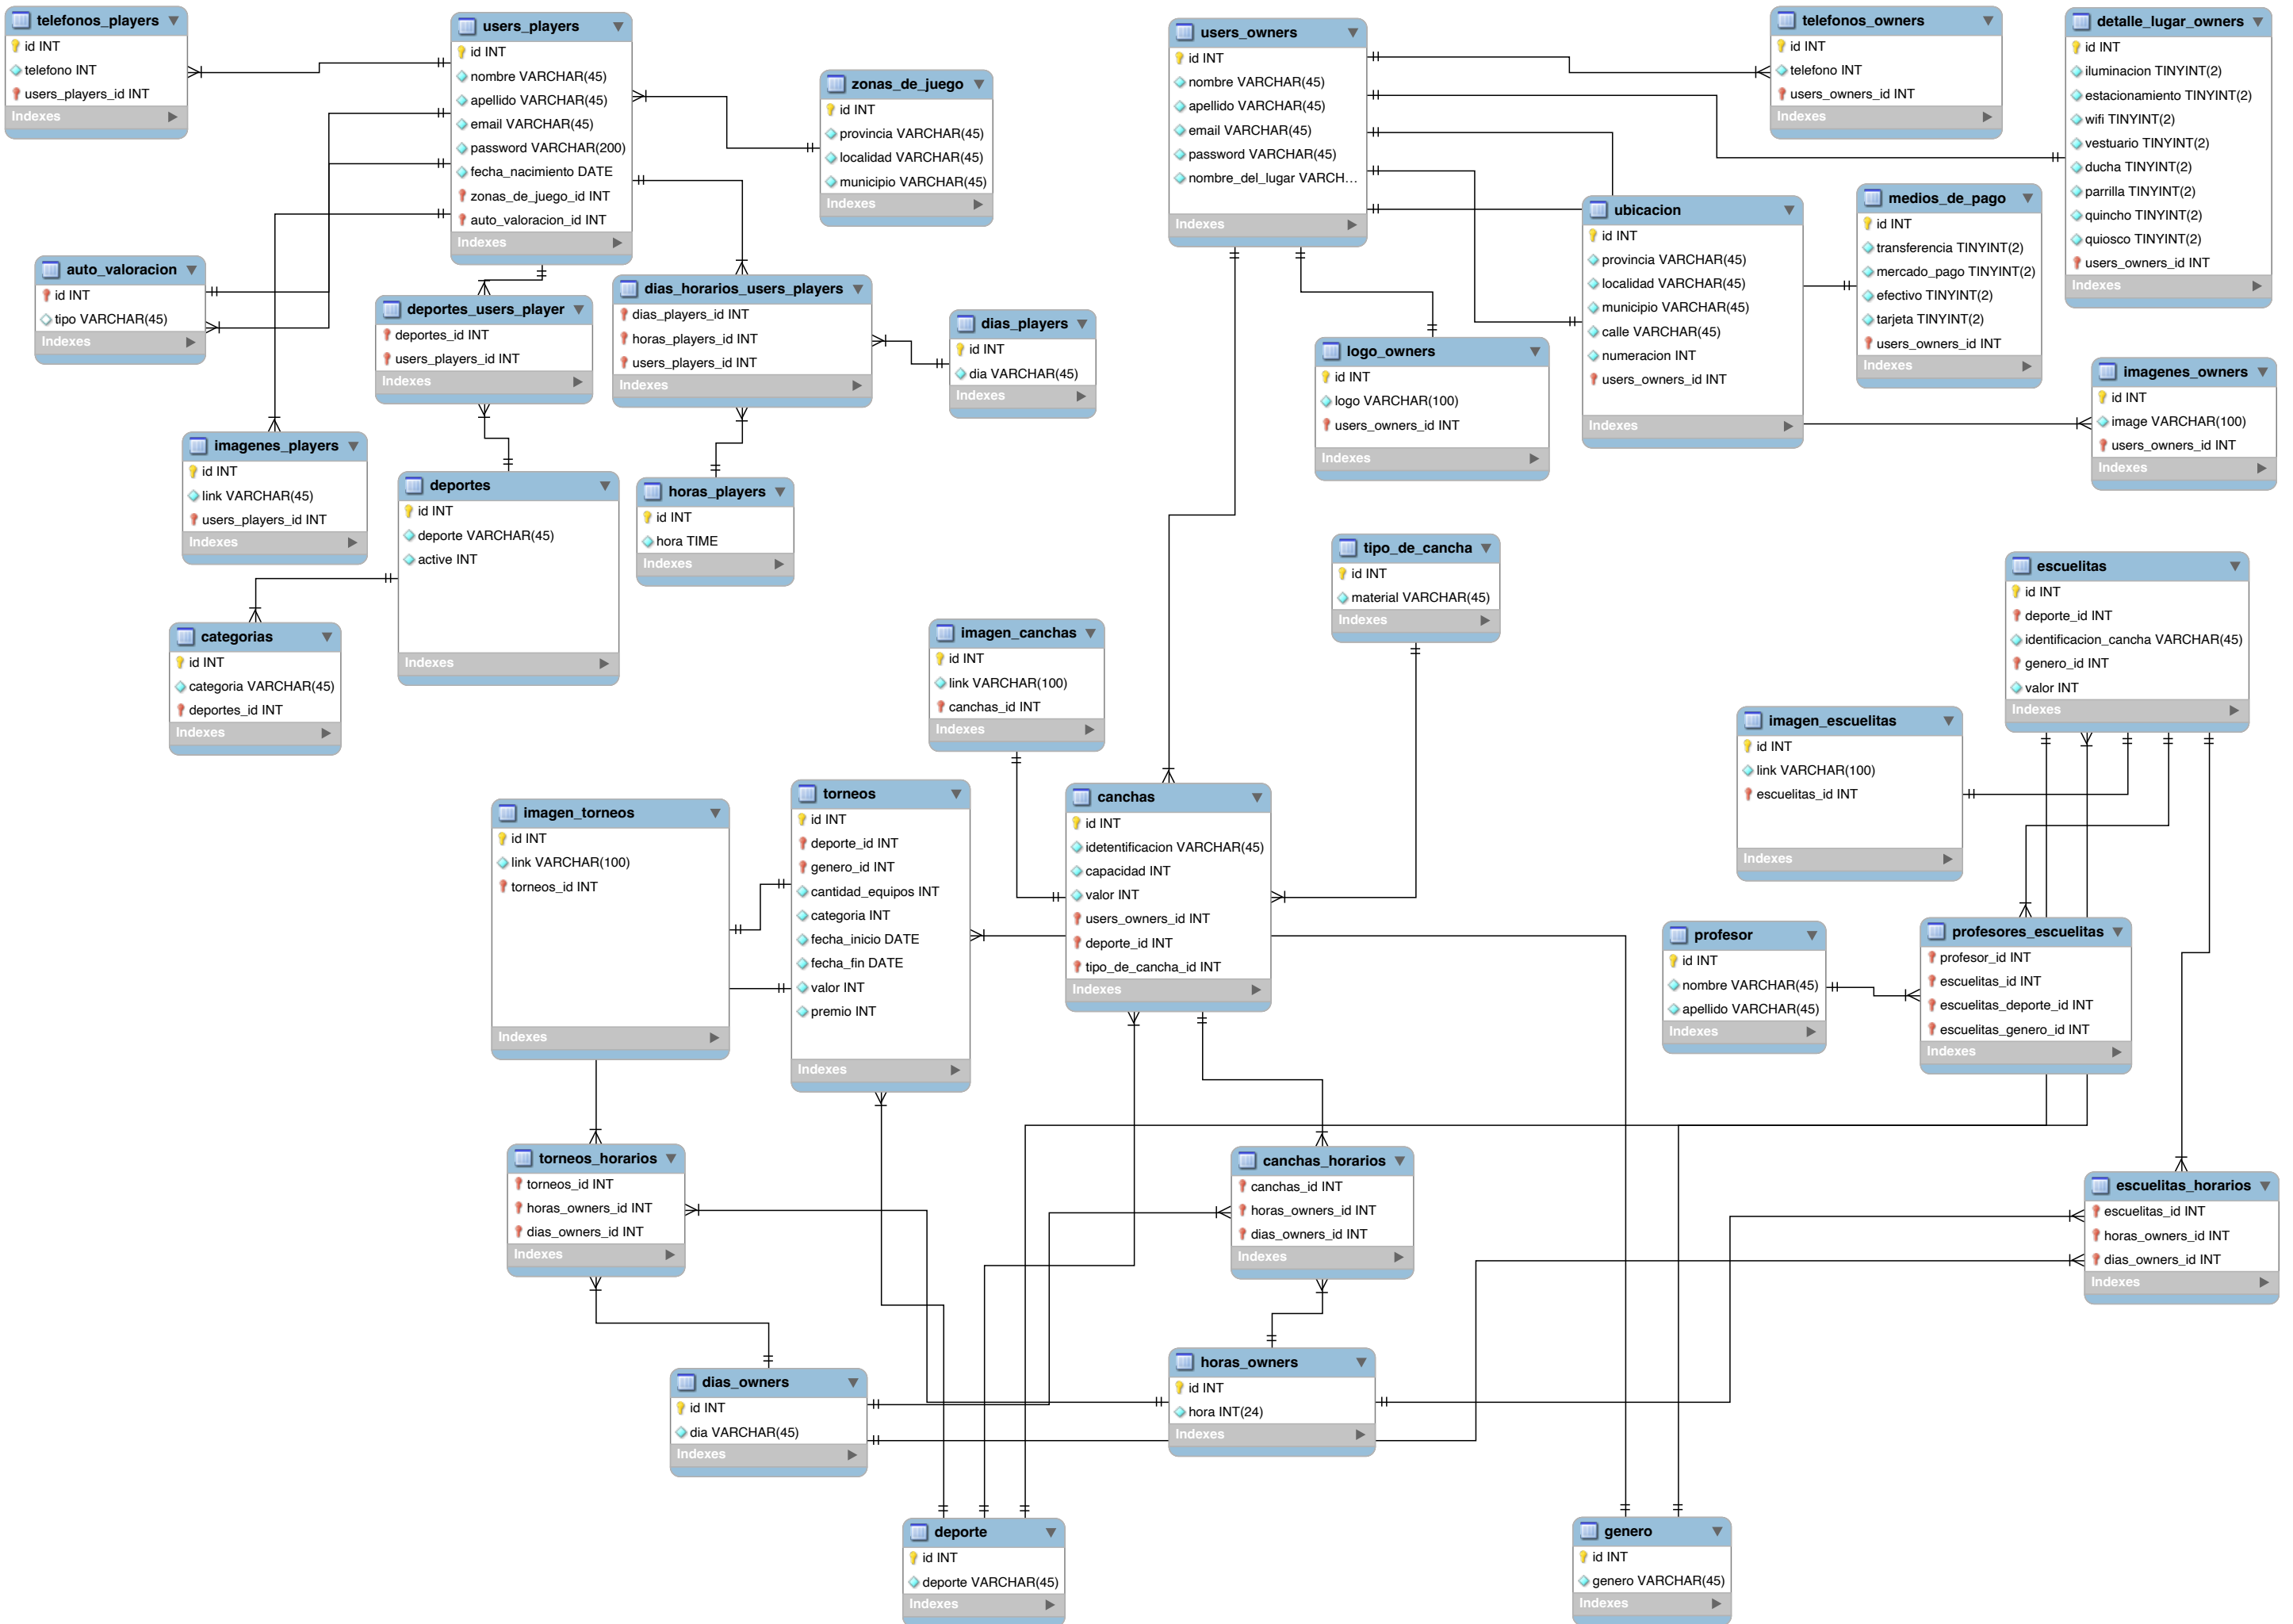 telefonos_players
id INT
telefono INT
users_players_id INT
Indexes
users_players
id INT
nombre VARCHAR(45)
apellido VARCHAR(45)
email VARCHAR(45)
password VARCHAR(200)
fecha_nacimiento DATE
zonas_de_juego_id INT
auto_valoracion_id INT
Indexes
zonas_de_juego
id INT
provincia VARCHAR(45)
localidad VARCHAR(45)
municipio VARCHAR(45)
Indexes
users_owners
id INT
nombre VARCHAR(45)
apellido VARCHAR(45)
email VARCHAR(45)
password VARCHAR(45)
nombre_del_lugar VARCH...
Indexes
telefonos_owners
id INT
telefono INT
users_owners_id INT
Indexes
detalle_lugar_owners
id INT
iluminacion TINYINT(2)
estacionamiento TINYINT(2)
wifi TINYINT(2)
vestuario TINYINT(2)
ducha TINYINT(2)
parrilla TINYINT(2)
quincho TINYINT(2)
quiosco TINYINT(2)
users_owners_id INT
Indexes
auto_valoracion
id INT
tipo VARCHAR(45)
Indexes
deportes_users_player
deportes_id INT
users_players_id INT
Indexes
dias_horarios_users_players
dias_players_id INT
horas_players_id INT
users_players_id INT
Indexes
dias_players
id INT
dia VARCHAR(45)
Indexes
logo_owners
id INT
logo VARCHAR(100)
users_owners_id INT
Indexes
ubicacion
id INT
provincia VARCHAR(45)
localidad VARCHAR(45)
municipio VARCHAR(45)
calle VARCHAR(45)
numeracion INT
users_owners_id INT
Indexes
medios_de_pago
id INT
transferencia TINYINT(2)
mercado_pago TINYINT(2)
efectivo TINYINT(2)
tarjeta TINYINT(2)
users_owners_id INT
Indexes
imagenes_owners
id INT
image VARCHAR(100)
users_owners_id INT
Indexes
imagenes_players
id INT
link VARCHAR(45)
users_players_id INT
Indexes
deportes
id INT
deporte VARCHAR(45)
active INT
Indexes
horas_players
id INT
hora TIME
Indexes
categorias
id INT
categoria VARCHAR(45)
deportes_id INT
Indexes
tipo_de_cancha
id INT
material VARCHAR(45)
Indexes
imagen_canchas
id INT
link VARCHAR(100)
canchas_id INT
Indexes
escuelitas
id INT
deporte_id INT
identificacion_cancha VARCHAR(45)
genero_id INT
valor INT
Indexes
imagen_escuelitas
id INT
link VARCHAR(100)
escuelitas_id INT
Indexes
imagen_torneos
id INT
link VARCHAR(100)
torneos_id INT
Indexes
torneos
id INT
deporte_id INT
genero_id INT
cantidad_equipos INT
categoria INT
fecha_inicio DATE
fecha_fin DATE
valor INT
premio INT
Indexes
canchas
id INT
idetentificacion VARCHAR(45)
capacidad INT
valor INT
users_owners_id INT
deporte_id INT
tipo_de_cancha_id INT
Indexes
profesor
id INT
nombre VARCHAR(45)
apellido VARCHAR(45)
Indexes
profesores_escuelitas
profesor_id INT
escuelitas_id INT
escuelitas_deporte_id INT
escuelitas_genero_id INT
Indexes
torneos_horarios
torneos_id INT
horas_owners_id INT
dias_owners_id INT
Indexes
canchas_horarios
canchas_id INT
horas_owners_id INT
dias_owners_id INT
Indexes
escuelitas_horarios
escuelitas_id INT
horas_owners_id INT
dias_owners_id INT
Indexes
dias_owners
id INT
dia VARCHAR(45)
Indexes
horas_owners
id INT
hora INT(24)
Indexes
deporte
id INT
deporte VARCHAR(45)
Indexes
genero
id INT
genero VARCHAR(45)
Indexes